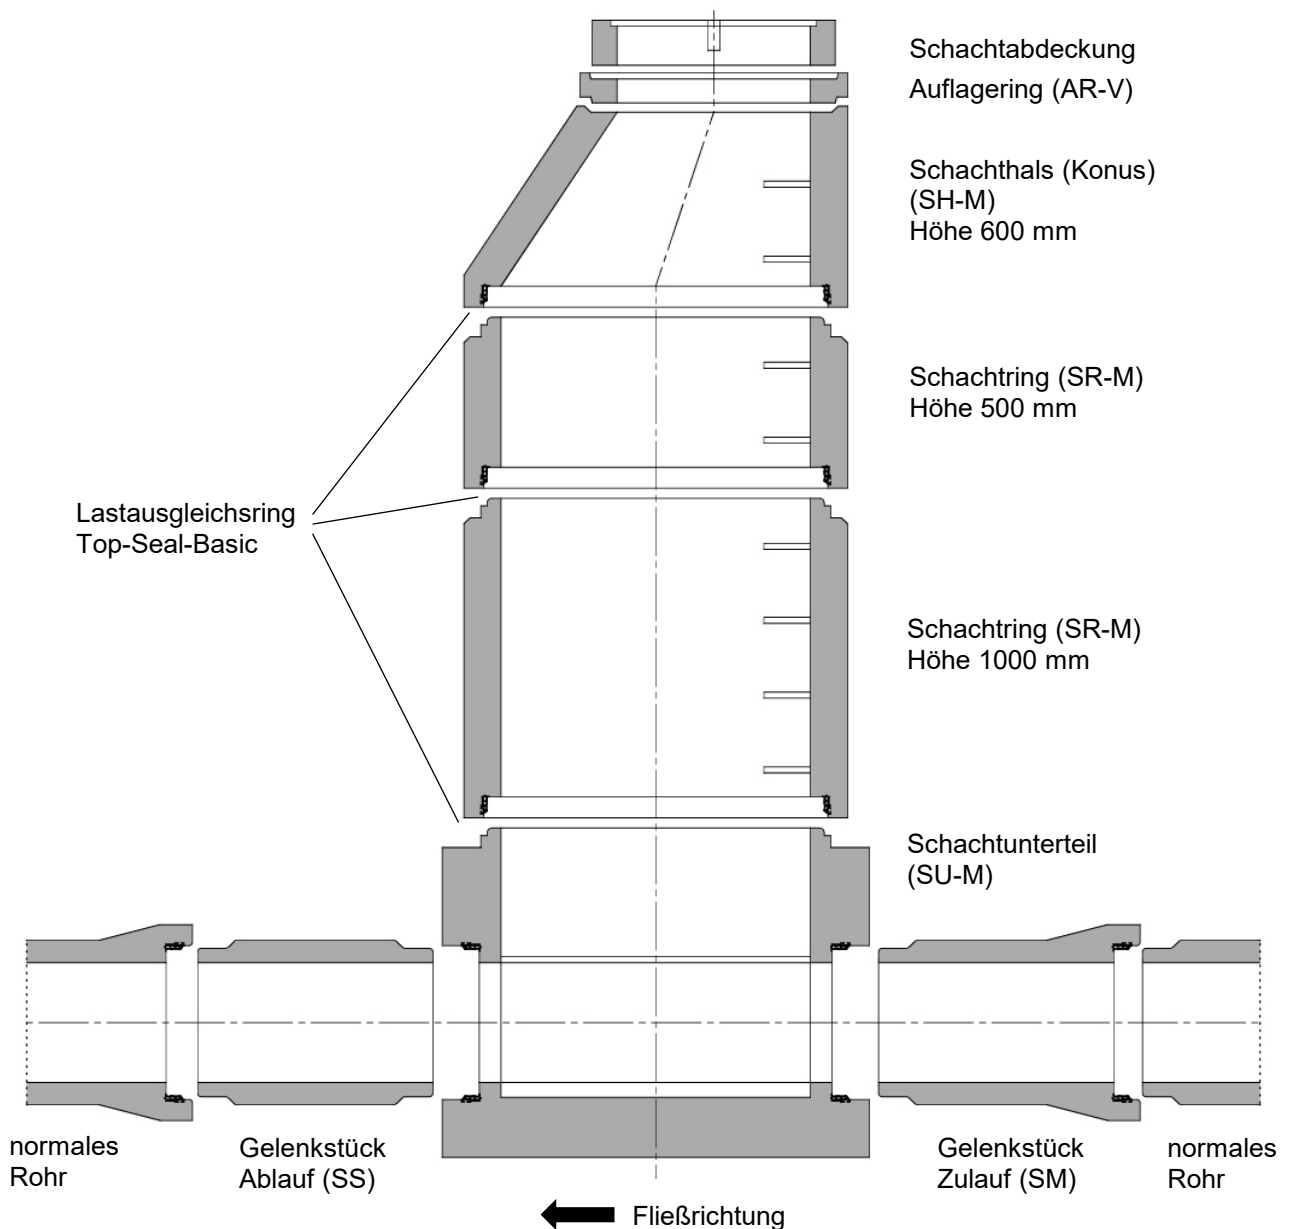 Schachtabdeckung
Auflagering (AR-V)
Schachthals (Konus)
(SH-M)
Höhe 600 mm
Schachtring (SR-M)
Höhe 500 mm
Lastausgleichsring
Top-Seal-Basic
Schachtring (SR-M)
Höhe 1000 mm
Schachtunterteil
(SU-M)
normales
Rohr
Gelenkstück
Ablauf (SS)
Gelenkstück
Zulauf (SM)
normales
Rohr
Fließrichtung